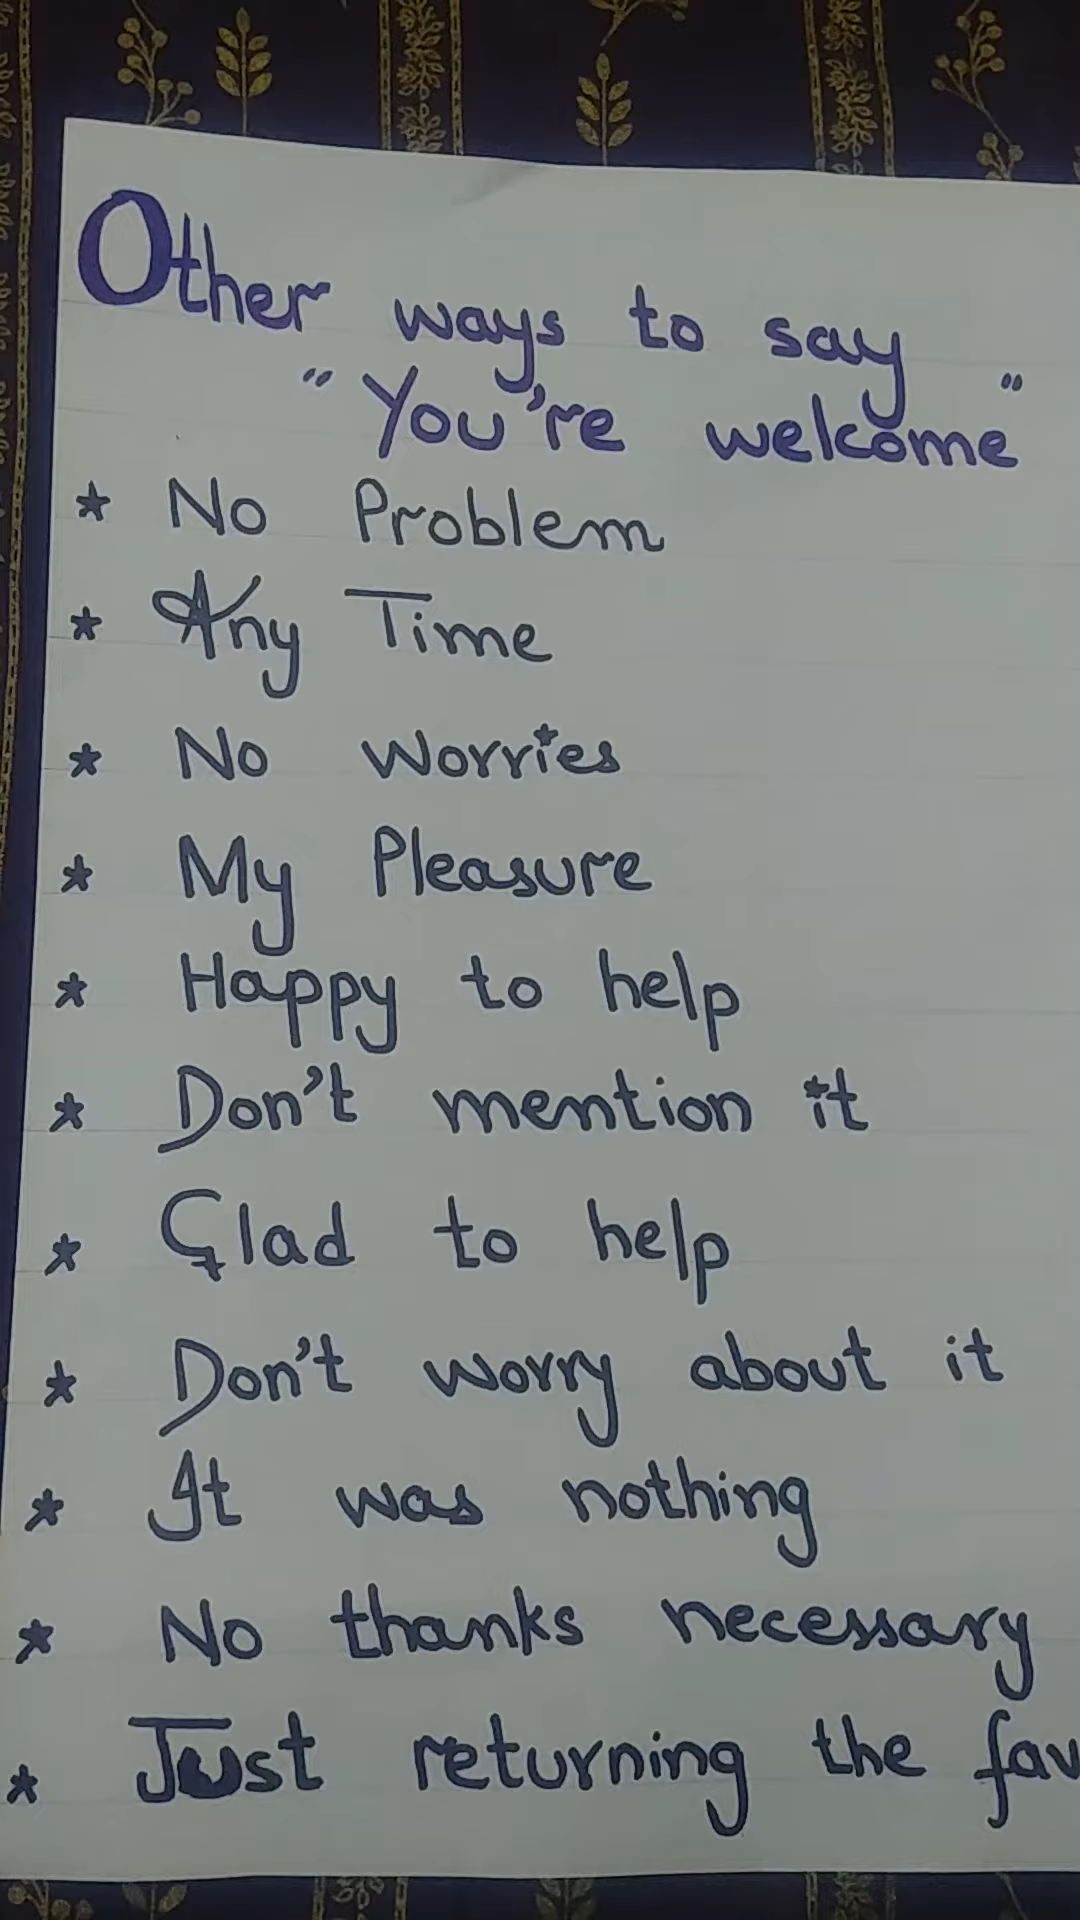 Other ways to say
"You're welcome"
* No Problem
* Any Time
* No Worries
* My Pleasure
* Happy to help
* Don't mention it
* Glad to help
* Don't worry about it
* It was nothing
* No thanks necessary
* Just returning the fav